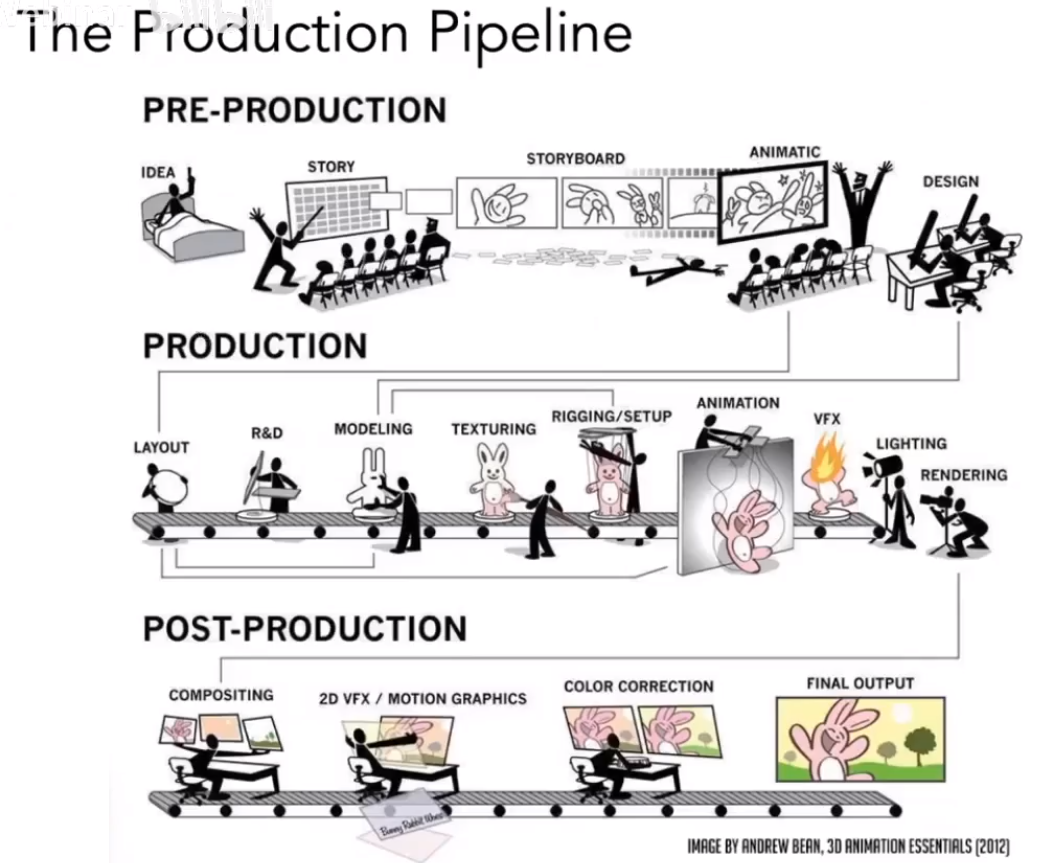 The Production Pipeline
PRE-PRODUCTION
IDEA
STORY
STORYBOARD
ANIMATIC
DESIGN
PRODUCTION
LAYOUT
R&D
MODELING
TEXTURING
RIGGING/SETUP
ANIMATION
VFX
LIGHTING
RENDERING
POST-PRODUCTION
COMPOSITING
2D VFX / MOTION GRAPHICS
COLOR CORRECTION
FINAL OUTPUT
Bunny Rabbit
IMAGE BY ANDREW BEAN, 3D ANIMATION ESSENTIALS (2012)